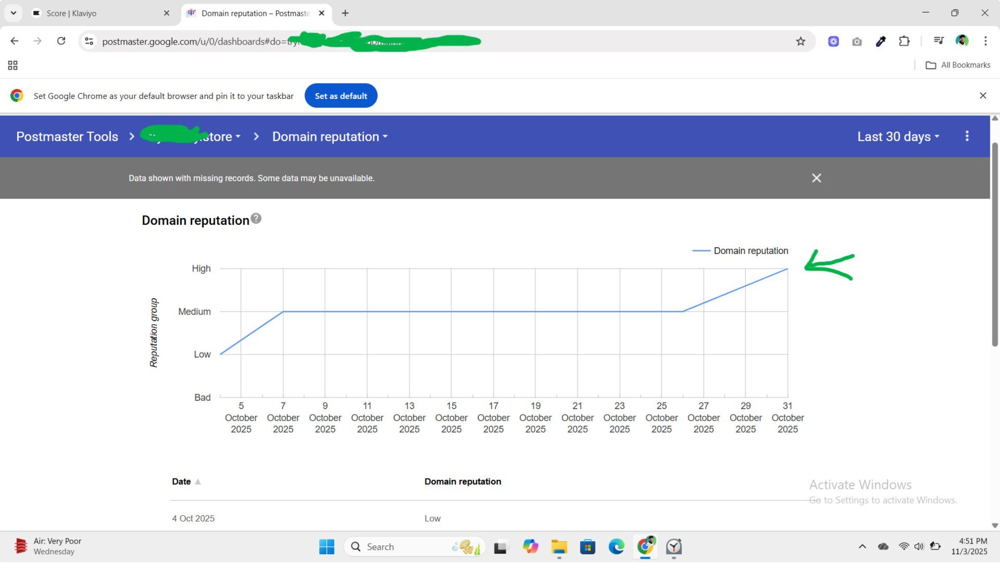 Score | Klaviyo
Domain reputation – Postmaste
postmaster.google.com/u/0/dashboards#do=
All Bookmarks
Set Google Chrome as your default browser and pin it to your taskbar
Set as default
Postmaster Tools
.store
Domain reputation
Last 30 days
Data shown with missing records. Some data may be unavailable.
Domain reputation
Domain reputation
High
Medium
Low
Bad
Reputation group
5 October 2025
7 October 2025
9 October 2025
11 October 2025
13 October 2025
15 October 2025
17 October 2025
19 October 2025
21 October 2025
23 October 2025
25 October 2025
27 October 2025
29 October 2025
31 October 2025
Date
Domain reputation
4 Oct 2025
Low
Activate Windows
Go to Settings to activate Windows.
Air: Very Poor
Wednesday
Search
4:51 PM
11/3/2025